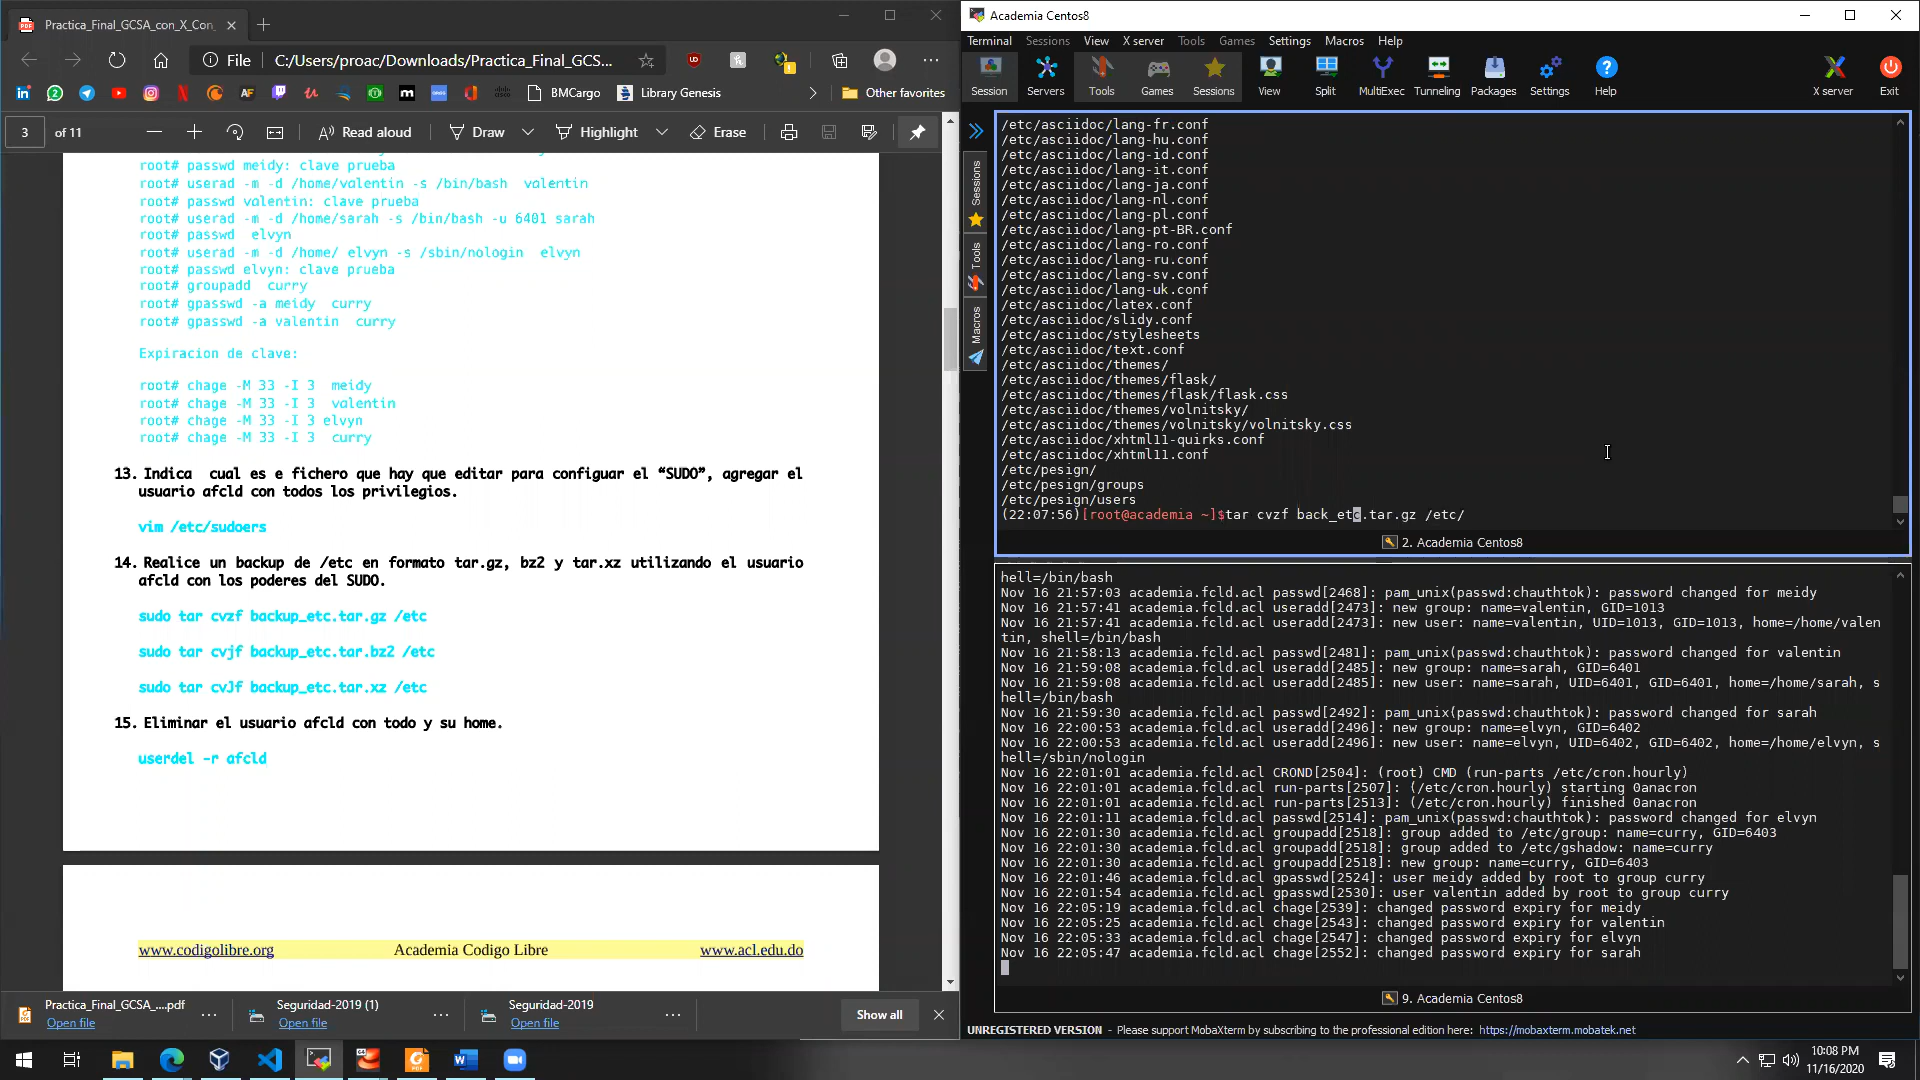 Practica_Final_GCSA_con_X_Con
File
C:/Users/proac/Downloads/Practica_Final_GCS...
BMCargo
Library Genesis
Other favorites
3 of 11
Read aloud
Draw
Highlight
Erase
root# passwd meidy: clave prueba
root# userad -m -d /home/valentin -s /bin/bash  valentin
root# passwd valentin: clave prueba
root# userad -m -d /home/sarah -s /bin/bash -u 6401 sarah
root# passwd  elvyn
root# userad -m -d /home/ elvyn -s /sbin/nologin  elvyn
root# passwd elvyn: clave prueba
root# groupadd  curry
root# gpasswd -a meidy  curry
root# gpasswd -a valentin  curry
Expiracion de clave:
root# chage -M 33 -I 3  meidy
root# chage -M 33 -I 3  valentin
root# chage -M 33 -I 3 elvyn
root# chage -M 33 -I 3  curry
13. Indica  cual es e fichero que hay que editar para configuar el “SUDO”, agregar el
usuario afcld con todos los privilegios.
vim /etc/sudoers
14. Realice un backup de /etc en formato tar.gz, bz2 y tar.xz utilizando el usuario
afcld con los poderes del SUDO.
sudo tar cvzf backup_etc.tar.gz /etc
sudo tar cvjf backup_etc.tar.bz2 /etc
sudo tar cvJf backup_etc.tar.xz /etc
15. Eliminar el usuario afcld con todo y su home.
userdel -r afcld
www.codigolibre.org Academia Codigo Libre www.acl.edu.do
Practica_Final_GCSA_....pdf
Open file
Seguridad-2019 (1)
Open file
Seguridad-2019
Open file
Show all
Academia Centos8
Terminal Sessions View X server Tools Games Settings Macros Help
Session Servers Tools Games Sessions View Split MultiExec Tunneling Packages Settings Help X server Exit
Sessions
Tools
Macros
/etc/asciidoc/lang-fr.conf
/etc/asciidoc/lang-hu.conf
/etc/asciidoc/lang-id.conf
/etc/asciidoc/lang-it.conf
/etc/asciidoc/lang-ja.conf
/etc/asciidoc/lang-nl.conf
/etc/asciidoc/lang-pl.conf
/etc/asciidoc/lang-pt-BR.conf
/etc/asciidoc/lang-ro.conf
/etc/asciidoc/lang-ru.conf
/etc/asciidoc/lang-sv.conf
/etc/asciidoc/lang-uk.conf
/etc/asciidoc/latex.conf
/etc/asciidoc/slidy.conf
/etc/asciidoc/stylesheets
/etc/asciidoc/text.conf
/etc/asciidoc/themes/
/etc/asciidoc/themes/flask/
/etc/asciidoc/themes/flask/flask.css
/etc/asciidoc/themes/volnitsky/
/etc/asciidoc/themes/volnitsky/volnitsky.css
/etc/asciidoc/xhtml11-quirks.conf
/etc/asciidoc/xhtml11.conf
/etc/pesign/
/etc/pesign/groups
/etc/pesign/users
(22:07:56)[root@academia ~]$tar cvzf back_etc.tar.gz /etc/
2. Academia Centos8
hell=/bin/bash
Nov 16 21:57:03 academia.fcld.acl passwd[2468]: pam_unix(passwd:chauthtok): password changed for meidy
Nov 16 21:57:41 academia.fcld.acl useradd[2473]: new group: name=valentin, GID=1013
Nov 16 21:57:41 academia.fcld.acl useradd[2473]: new user: name=valentin, UID=1013, GID=1013, home=/home/valen
tin, shell=/bin/bash
Nov 16 21:58:13 academia.fcld.acl passwd[2481]: pam_unix(passwd:chauthtok): password changed for valentin
Nov 16 21:59:08 academia.fcld.acl useradd[2485]: new group: name=sarah, GID=6401
Nov 16 21:59:08 academia.fcld.acl useradd[2485]: new user: name=sarah, UID=6401, GID=6401, home=/home/sarah, s
hell=/bin/bash
Nov 16 21:59:30 academia.fcld.acl passwd[2492]: pam_unix(passwd:chauthtok): password changed for sarah
Nov 16 22:00:53 academia.fcld.acl useradd[2496]: new group: name=elvyn, GID=6402
Nov 16 22:00:53 academia.fcld.acl useradd[2496]: new user: name=elvyn, UID=6402, GID=6402, home=/home/elvyn, s
hell=/sbin/nologin
Nov 16 22:01:01 academia.fcld.acl CROND[2504]: (root) CMD (run-parts /etc/cron.hourly)
Nov 16 22:01:01 academia.fcld.acl run-parts[2507]: (/etc/cron.hourly) starting 0anacron
Nov 16 22:01:01 academia.fcld.acl run-parts[2513]: (/etc/cron.hourly) finished 0anacron
Nov 16 22:01:11 academia.fcld.acl passwd[2514]: pam_unix(passwd:chauthtok): password changed for elvyn
Nov 16 22:01:30 academia.fcld.acl groupadd[2518]: group added to /etc/group: name=curry, GID=6403
Nov 16 22:01:30 academia.fcld.acl groupadd[2518]: group added to /etc/gshadow: name=curry
Nov 16 22:01:30 academia.fcld.acl groupadd[2518]: new group: name=curry, GID=6403
Nov 16 22:01:46 academia.fcld.acl gpasswd[2524]: user meidy added by root to group curry
Nov 16 22:01:54 academia.fcld.acl gpasswd[2530]: user valentin added by root to group curry
Nov 16 22:05:19 academia.fcld.acl chage[2539]: changed password expiry for meidy
Nov 16 22:05:25 academia.fcld.acl chage[2543]: changed password expiry for valentin
Nov 16 22:05:33 academia.fcld.acl chage[2547]: changed password expiry for elvyn
Nov 16 22:05:47 academia.fcld.acl chage[2552]: changed password expiry for sarah
9. Academia Centos8
UNREGISTERED VERSION - Please support MobaXterm by subscribing to the professional edition here: https://mobaxterm.mobatek.net
10:08 PM
11/16/2020